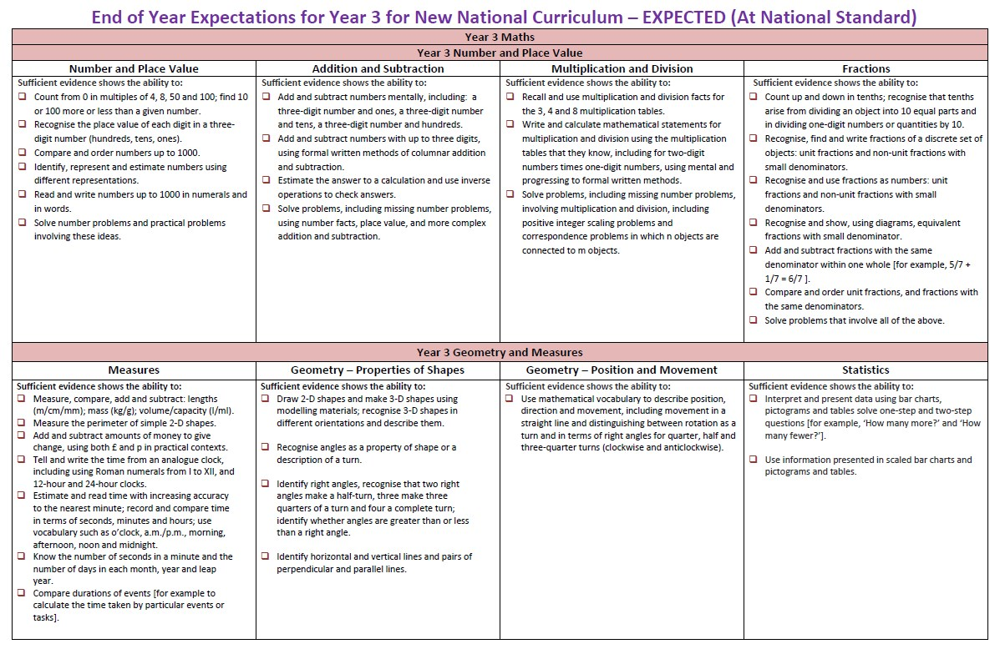 End of Year Expectations for Year 3 for New National Curriculum – EXPECTED (At National Standard)
Year 3 Maths
Year 3 Number and Place Value
Number and Place Value
Sufficient evidence shows the ability to:
Count from 0 in multiples of 4, 8, 50 and 100; find 10
or 100 more or less than a given number.
Recognise the place value of each digit in a three-
digit number (hundreds, tens, ones).
Compare and order numbers up to 1000.
Identify, represent and estimate numbers using
different representations.
Read and write numbers up to 1000 in numerals and
in words.
Solve number problems and practical problems
involving these ideas.
Addition and Subtraction
Sufficient evidence shows the ability to:
Add and subtract numbers mentally, including: a
three-digit number and ones, a three-digit number
and tens, a three-digit number and hundreds.
Add and subtract numbers with up to three digits,
using formal written methods of columnar addition
and subtraction.
Estimate the answer to a calculation and use inverse
operations to check answers.
Solve problems, including missing number problems,
using number facts, place value, and more complex
addition and subtraction.
Multiplication and Division
Sufficient evidence shows the ability to:
Recall and use multiplication and division facts for
the 3, 4 and 8 multiplication tables.
Write and calculate mathematical statements for
multiplication and division using the multiplication
tables that they know, including for two-digit
numbers times one-digit numbers, using mental and
progressing to formal written methods.
Solve problems, including missing number problems,
involving multiplication and division, including
positive integer scaling problems and
correspondence problems in which n objects are
connected to m objects.
Fractions
Sufficient evidence shows the ability to:
Count up and down in tenths; recognise that tenths
arise from dividing an object into 10 equal parts and
in dividing one-digit numbers or quantities by 10.
Recognise, find and write fractions of a discrete set of
objects: unit fractions and non-unit fractions with
small denominators.
Recognise and use fractions as numbers: unit
fractions and non-unit fractions with small
denominators.
Recognise and show, using diagrams, equivalent
fractions with small denominator.
Add and subtract fractions with the same
denominator within one whole [for example, 5/7 +
1/7 = 6/7 ].
Compare and order unit fractions, and fractions with
the same denominators.
Solve problems that involve all of the above.
Year 3 Geometry and Measures
Measures
Sufficient evidence shows the ability to:
Measure, compare, add and subtract: lengths
(m/cm/mm); mass (kg/g); volume/capacity (l/ml).
Measure the perimeter of simple 2-D shapes.
Add and subtract amounts of money to give
change, using both £ and p in practical contexts.
Tell and write the time from an analogue clock,
including using Roman numerals from I to XII, and
12-hour and 24-hour clocks.
Estimate and read time with increasing accuracy
to the nearest minute; record and compare time
in terms of seconds, minutes and hours; use
vocabulary such as o'clock, a.m./p.m., morning,
afternoon, noon and midnight.
Know the number of seconds in a minute and the
number of days in each month, year and leap
year.
Compare durations of events [for example to
calculate the time taken by particular events or
tasks].
Geometry – Properties of Shapes
Sufficient evidence shows the ability to:
Draw 2-D shapes and make 3-D shapes using
modelling materials; recognise 3-D shapes in
different orientations and describe them.
Recognise angles as a property of shape or a
description of a turn.
Identify right angles, recognise that two right
angles make a half-turn, three make three
quarters of a turn and four a complete turn;
identify whether angles are greater than or less
than a right angle.
Identify horizontal and vertical lines and pairs of
perpendicular and parallel lines.
Geometry – Position and Movement
Sufficient evidence shows the ability to:
Use mathematical vocabulary to describe position,
direction and movement, including movement in a
straight line and distinguishing between rotation as a
turn and in terms of right angles for quarter, half and
three-quarter turns (clockwise and anticlockwise).
Statistics
Sufficient evidence shows the ability to:
Interpret and present data using bar charts,
pictograms and tables solve one-step and two-step
questions [for example, 'How many more?' and 'How
many fewer?'].
Use information presented in scaled bar charts and
pictograms and tables.